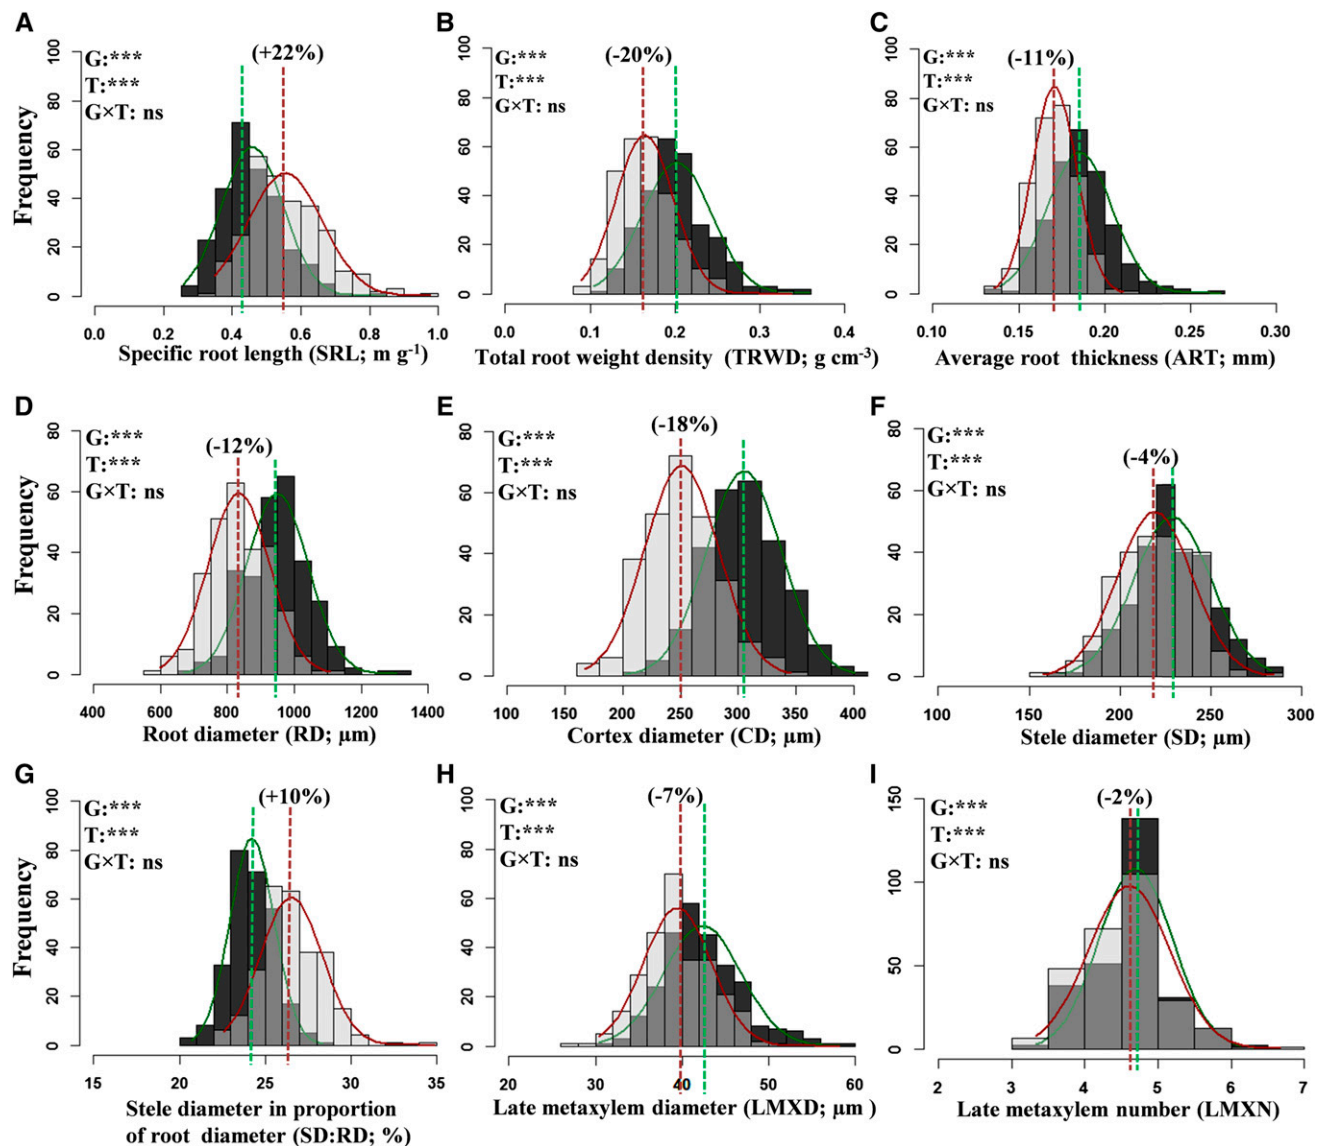 A
(+22%)
G:***
T:***
G×T: ns
Frequency
0 20 40 60 80 100
0.0 0.2 0.4 0.6 0.8 1.0
Specific root length (SRL; m g-1)
B
(-20%)
G:***
T:***
G×T: ns
0 20 40 60 80 100
0.0 0.1 0.2 0.3 0.4
Total root weight density (TRWD; g cm-3)
C
(-11%)
G:***
T:***
G×T: ns
0 20 40 60 80 100
0.10 0.15 0.20 0.30
Average root thickness (ART; mm)
D
(-12%)
G:***
T:***
G×T: ns
Frequency
0 20 40 60 80
400 600 800 1000 1200 1400
Root diameter (RD; µm)
E
(-18%)
G:***
T:***
G×T: ns
0 20 40 60 80
100 200 250 300 350 400
Cortex diameter (CD; µm)
F
(-4%)
G:***
T:***
G×T: ns
0 20 40 60 80
100 150 200 250 300
Stele diameter (SD; µm)
G
(+10%)
G:***
T:***
G×T: ns
Frequency
0 20 40 60 80 100
15 20 25 30 35
Stele diameter in proportion
of root diameter (SD:RD; %)
H
(-7%)
G:***
T:***
G×T: ns
0 20 40 60 80 100
20 30 40 50 60
Late metaxylem diameter (LMXD; µm )
I
(-2%)
G:***
T:***
G×T: ns
0 50 100 150
2 3 4 5 6 7
Late metaxylem number (LMXN)